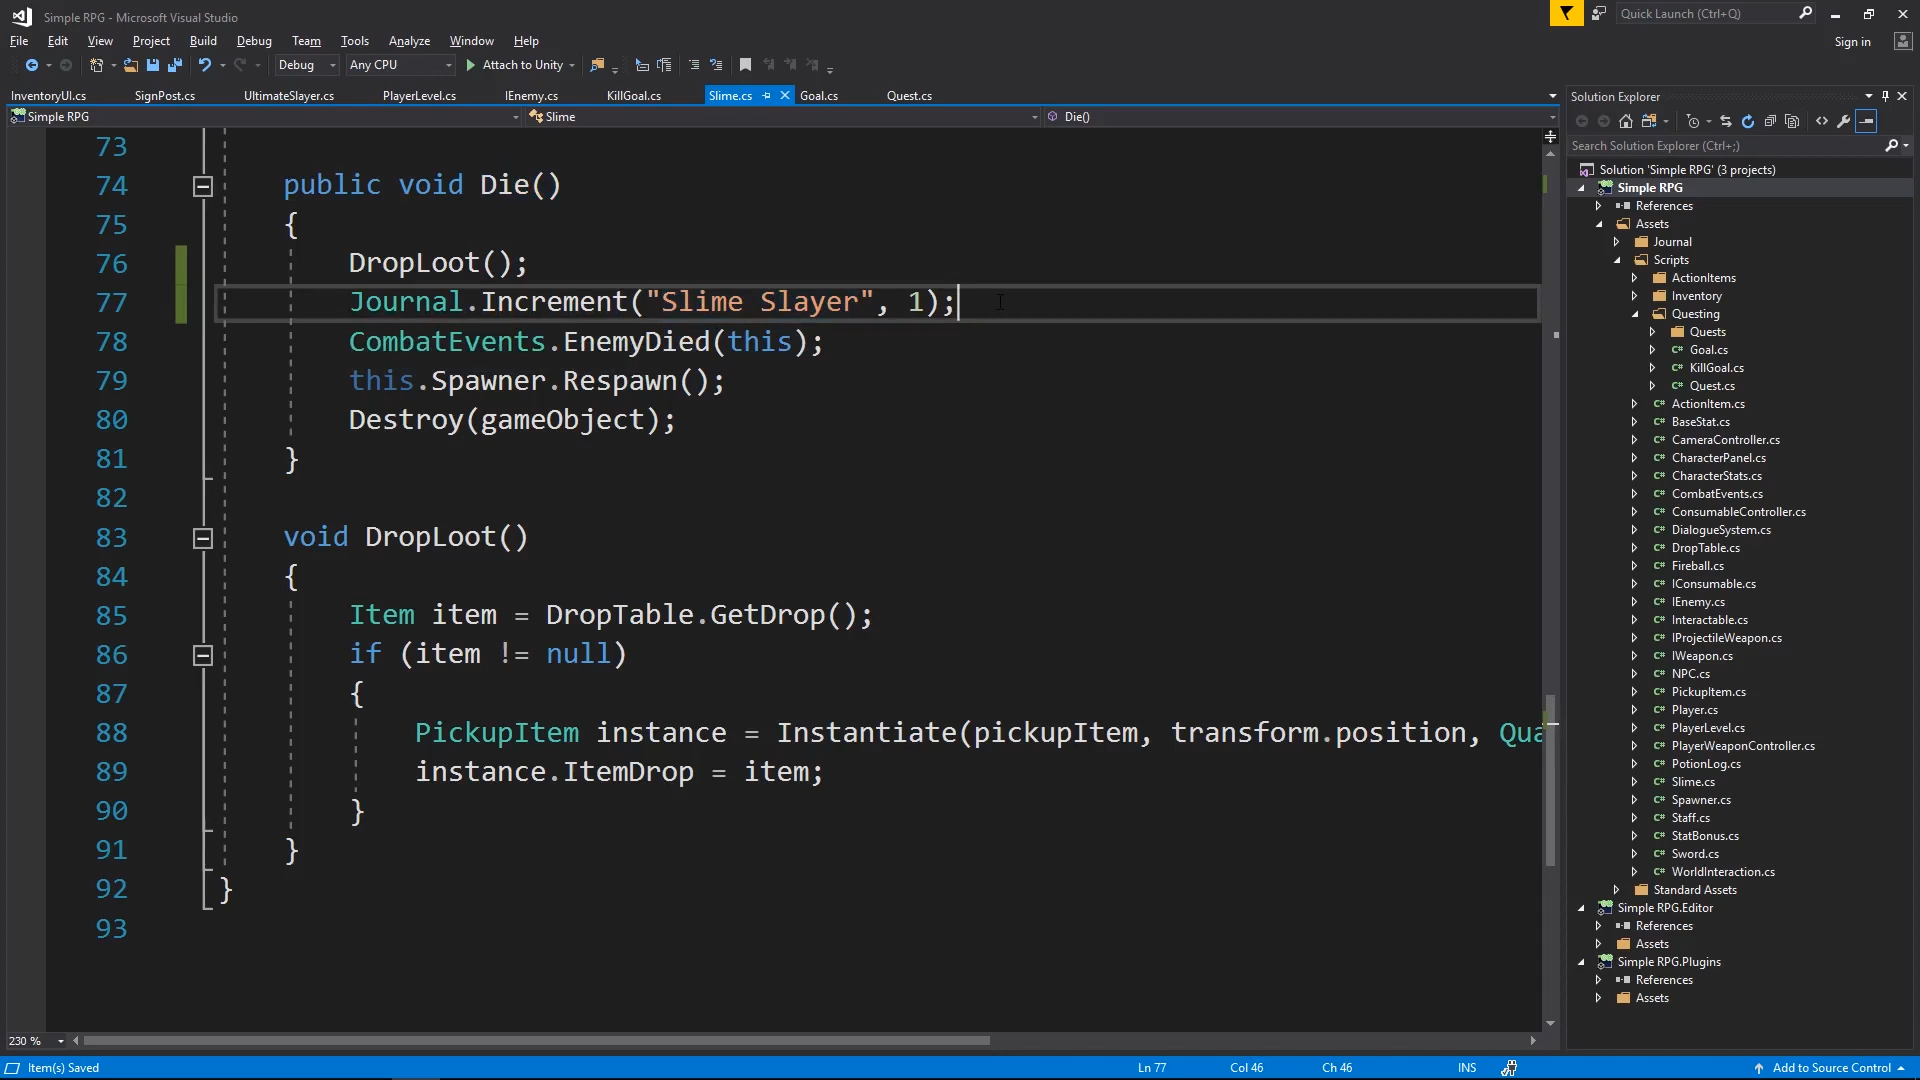 Simple RPG - Microsoft Visual Studio
Quick Launch (Ctrl+Q)
File Edit View Project Build Debug Team Tools Analyze Window Help
Sign in
Debug Any CPU Attach to Unity
InventoryUI.cs SignPost.cs UltimateSlayer.cs PlayerLevel.cs IEnemy.cs KillGoal.cs Slime.cs Goal.cs Quest.cs
Simple RPG Slime Die()
73
74 public void Die()
75 {
76 DropLoot();
77 Journal.Increment("Slime Slayer", 1);
78 CombatEvents.EnemyDied(this);
79 this.Spawner.Respawn();
80 Destroy(gameObject);
81 }
82
83 void DropLoot()
84 {
85 Item item = DropTable.GetDrop();
86 if (item != null)
87 {
88 PickupItem instance = Instantiate(pickupItem, transform.position, Qua
89 instance.ItemDrop = item;
90 }
91 }
92 }
93
230 %
Solution Explorer
Search Solution Explorer (Ctrl+;)
Solution 'Simple RPG' (3 projects)
Simple RPG
References
Assets
Journal
Scripts
ActionItems
Inventory
Questing
Quests
C# Goal.cs
C# KillGoal.cs
C# Quest.cs
C# ActionItem.cs
C# BaseStat.cs
C# CameraController.cs
C# CharacterPanel.cs
C# CharacterStats.cs
C# CombatEvents.cs
C# ConsumableController.cs
C# DialogueSystem.cs
C# DropTable.cs
C# Fireball.cs
C# IConsumable.cs
C# IEnemy.cs
C# Interactable.cs
C# IProjectileWeapon.cs
C# IWeapon.cs
C# NPC.cs
C# PickupItem.cs
C# Player.cs
C# PlayerLevel.cs
C# PlayerWeaponController.cs
C# PotionLog.cs
C# Slime.cs
C# Spawner.cs
C# Staff.cs
C# StatBonus.cs
C# Sword.cs
C# WorldInteraction.cs
Standard Assets
Simple RPG.Editor
References
Assets
Simple RPG.Plugins
References
Assets
Item(s) Saved Ln 77 Col 46 Ch 46 INS Add to Source Control